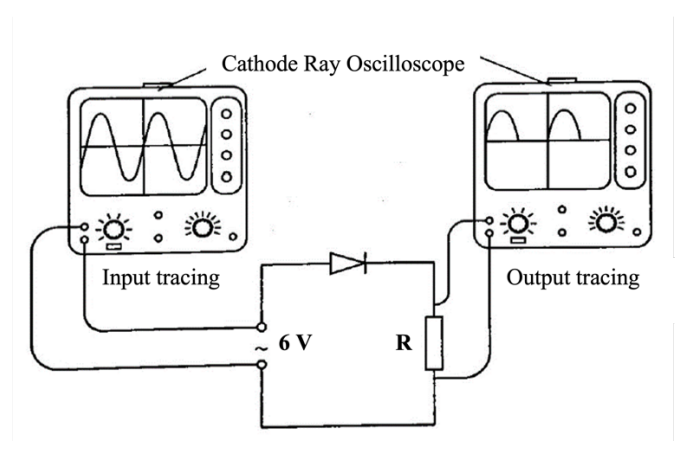 Cathode Ray Oscilloscope
Input tracing
Output tracing
~ 6 V
R